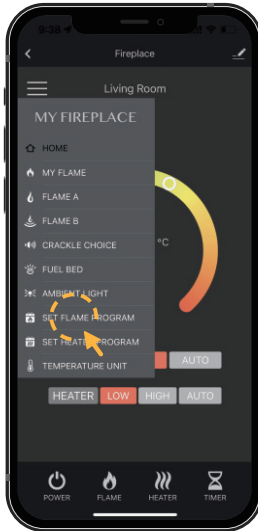 9:38
Fireplace
Living Room
MY FIREPLACE
HOME
MY FLAME
FLAME A
FLAME B
CRACKLE CHOICE
°C
FUEL BED
AMBIENT LIGHT
SET FLAME PROGRAM
SET HEATER PROGRAM
TEMPERATURE UNIT
AUTO
HEATER LOW HIGH AUTO
POWER FLAME HEATER TIMER